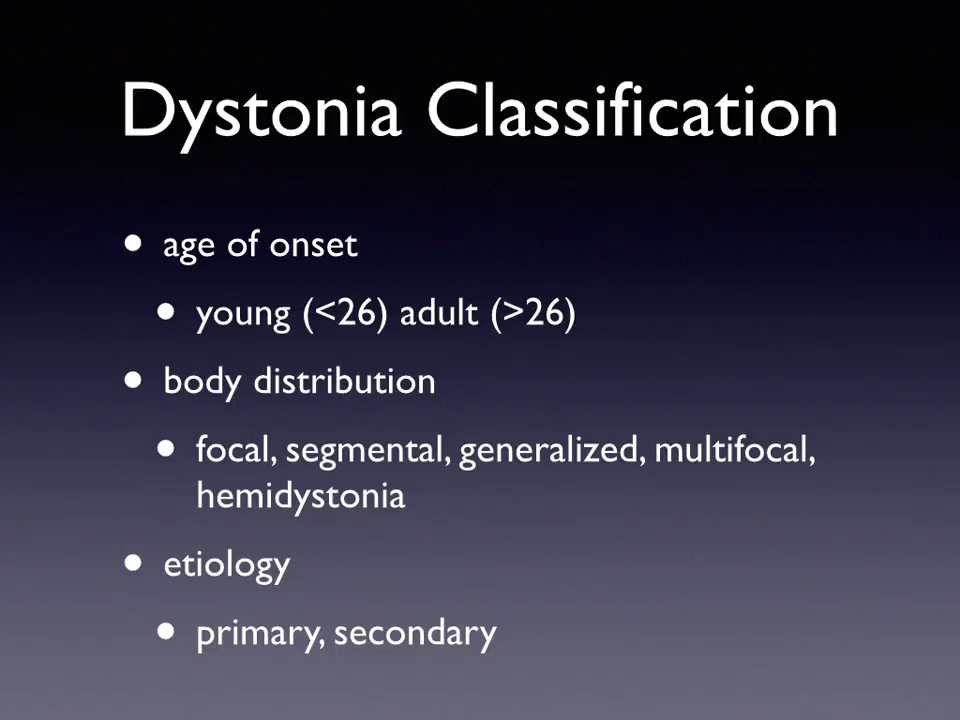 Dystonia Classification
• age of onset
• young (<26) adult (>26)
• body distribution
• focal, segmental, generalized, multifocal,
hemidystonia
• etiology
• primary, secondary